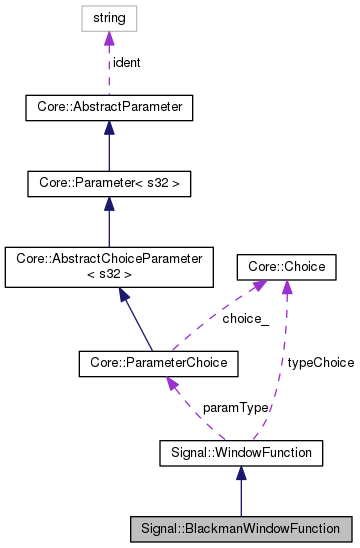 string
ident
Core::AbstractParameter
Core::Parameter< s32 >
Core::AbstractChoiceParameter
< s32 >
Core::Choice
choice_
typeChoice
Core::ParameterChoice
paramType
Signal::WindowFunction
Signal::BlackmanWindowFunction